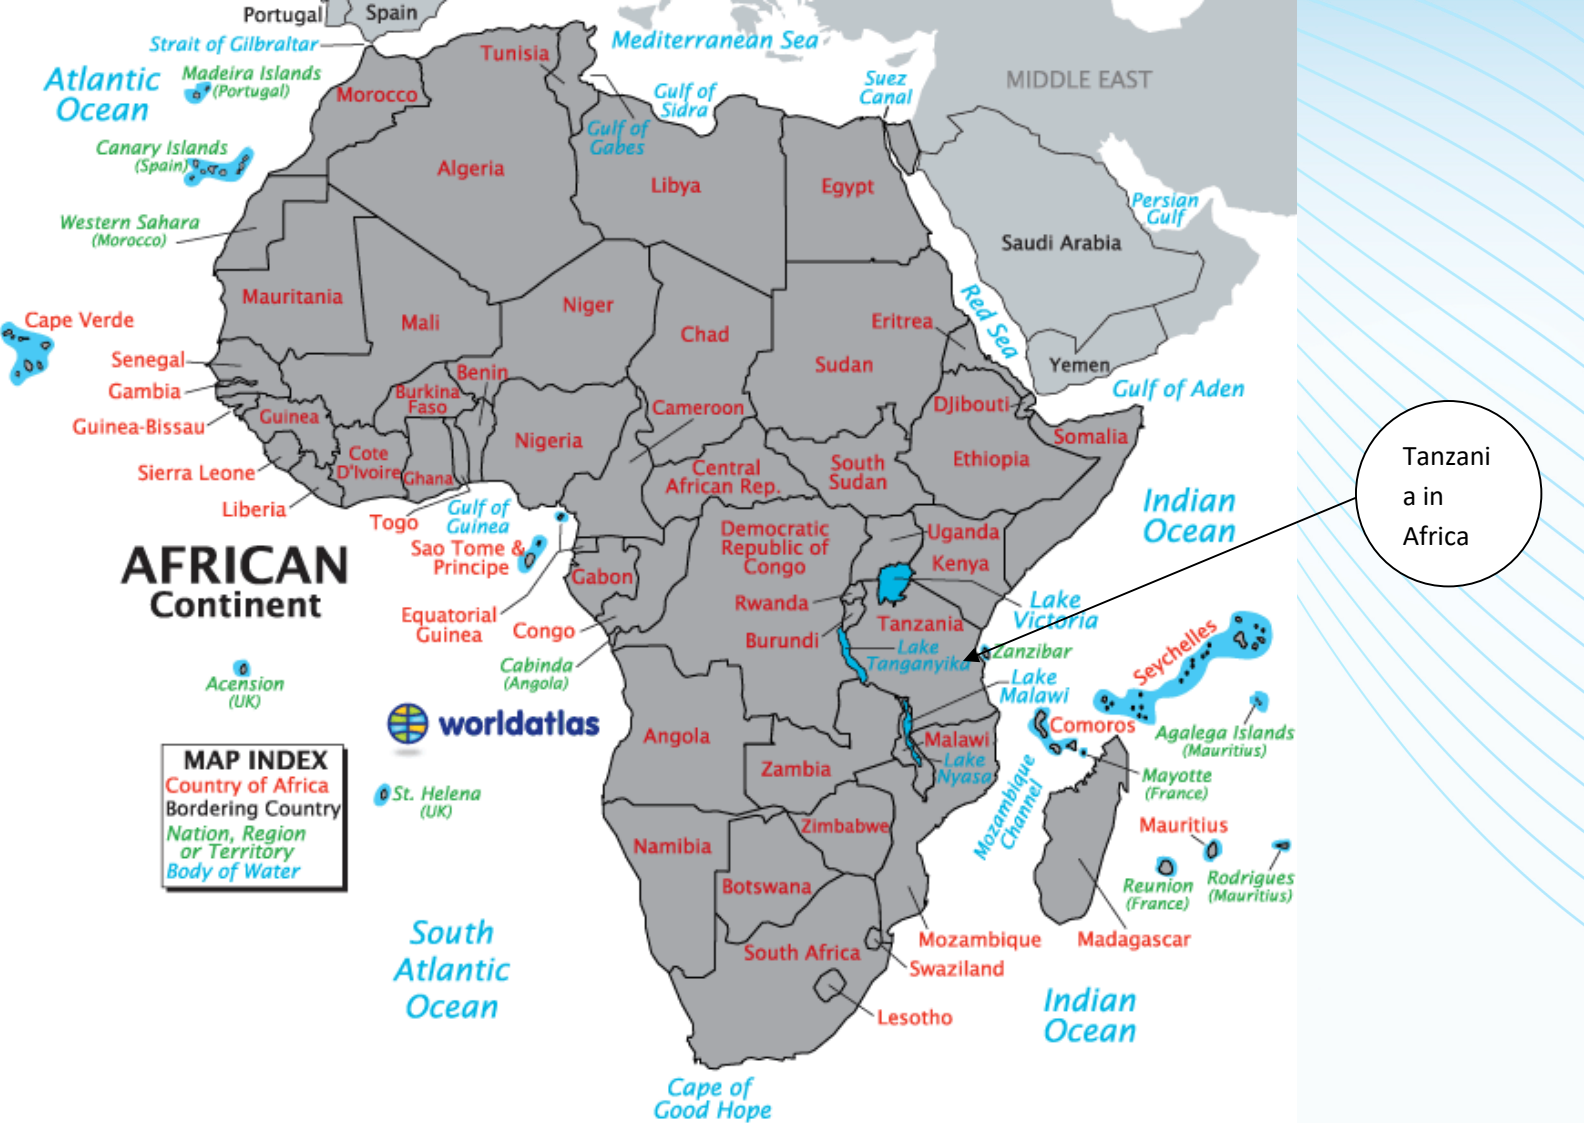 Portugal
Spain
Strait of Gilbraltar
Mediterranean Sea
Tunisia
Atlantic
Ocean
Madeira Islands
(Portugal)
Morocco
Gulf of
Sidra
Suez
Canal
MIDDLE EAST
Gulf of
Gabes
Canary Islands
(Spain)
Algeria
Libya
Egypt
Persian
Gulf
Western Sahara
(Morocco)
Saudi Arabia
Mauritania
Mali
Niger
Chad
Red Sea
Eritrea
Cape Verde
Senegal
Sudan
Yemen
Gambia
Benin
Burkina
Faso
Gulf of Aden
Guinea-Bissau
Guinea
Cameroon
DJibouti
Nigeria
Somalia
Cote
D'Ivoire
Ghana
Central
African Rep.
South
Sudan
Ethiopia
Sierra Leone
Liberia
Togo
Gulf of
Guinea
Indian
Ocean
Tanzani
a in
Africa
Democratic
Republic of
Congo
Uganda
Kenya
Sao Tome &
Principe
AFRICAN
Continent
Gabon
Rwanda
Lake
Victoria
Equatorial
Guinea
Congo
Burundi
Tanzania
Lake
Tanganyika
Zanzibar
Seychelles
Cabinda
(Angola)
Acension
(UK)
Lake
Malawi
worldatlas
Angola
Malawi
Comoros
Agalega Islands
(Mauritius)
MAP INDEX
Country of Africa
Bordering Country
Nation, Region
or Territory
Body of Water
Zambia
Lake
Nyasa
Mozambique
Channel
Mayotte
(France)
St. Helena
(UK)
Zimbabwe
Mauritius
Namibia
Botswana
Reunion
(France)
Rodrigues
(Mauritius)
South
Atlantic
Ocean
South Africa
Mozambique
Madagascar
Swaziland
Lesotho
Indian
Ocean
Cape of
Good Hope